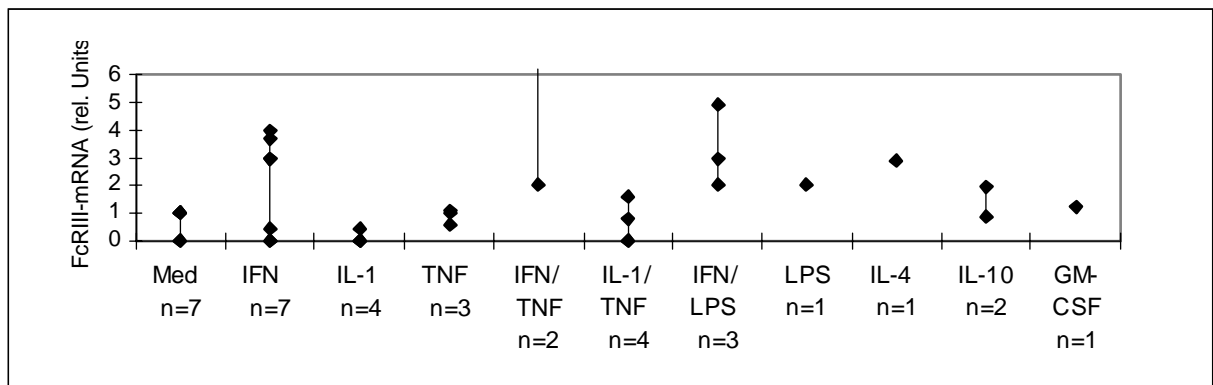 FcRIII-mRNA (rel. Units
6
5
4
3
2
1
0
Med IFN IL-1 TNF IFN/ IL-1/ IFN/ LPS IL-4 IL-10 GM-
n=7 n=7 n=4 n=3 TNF TNF LPS n=1 n=1 n=2 CSF
n=2 n=4 n=3 n=1